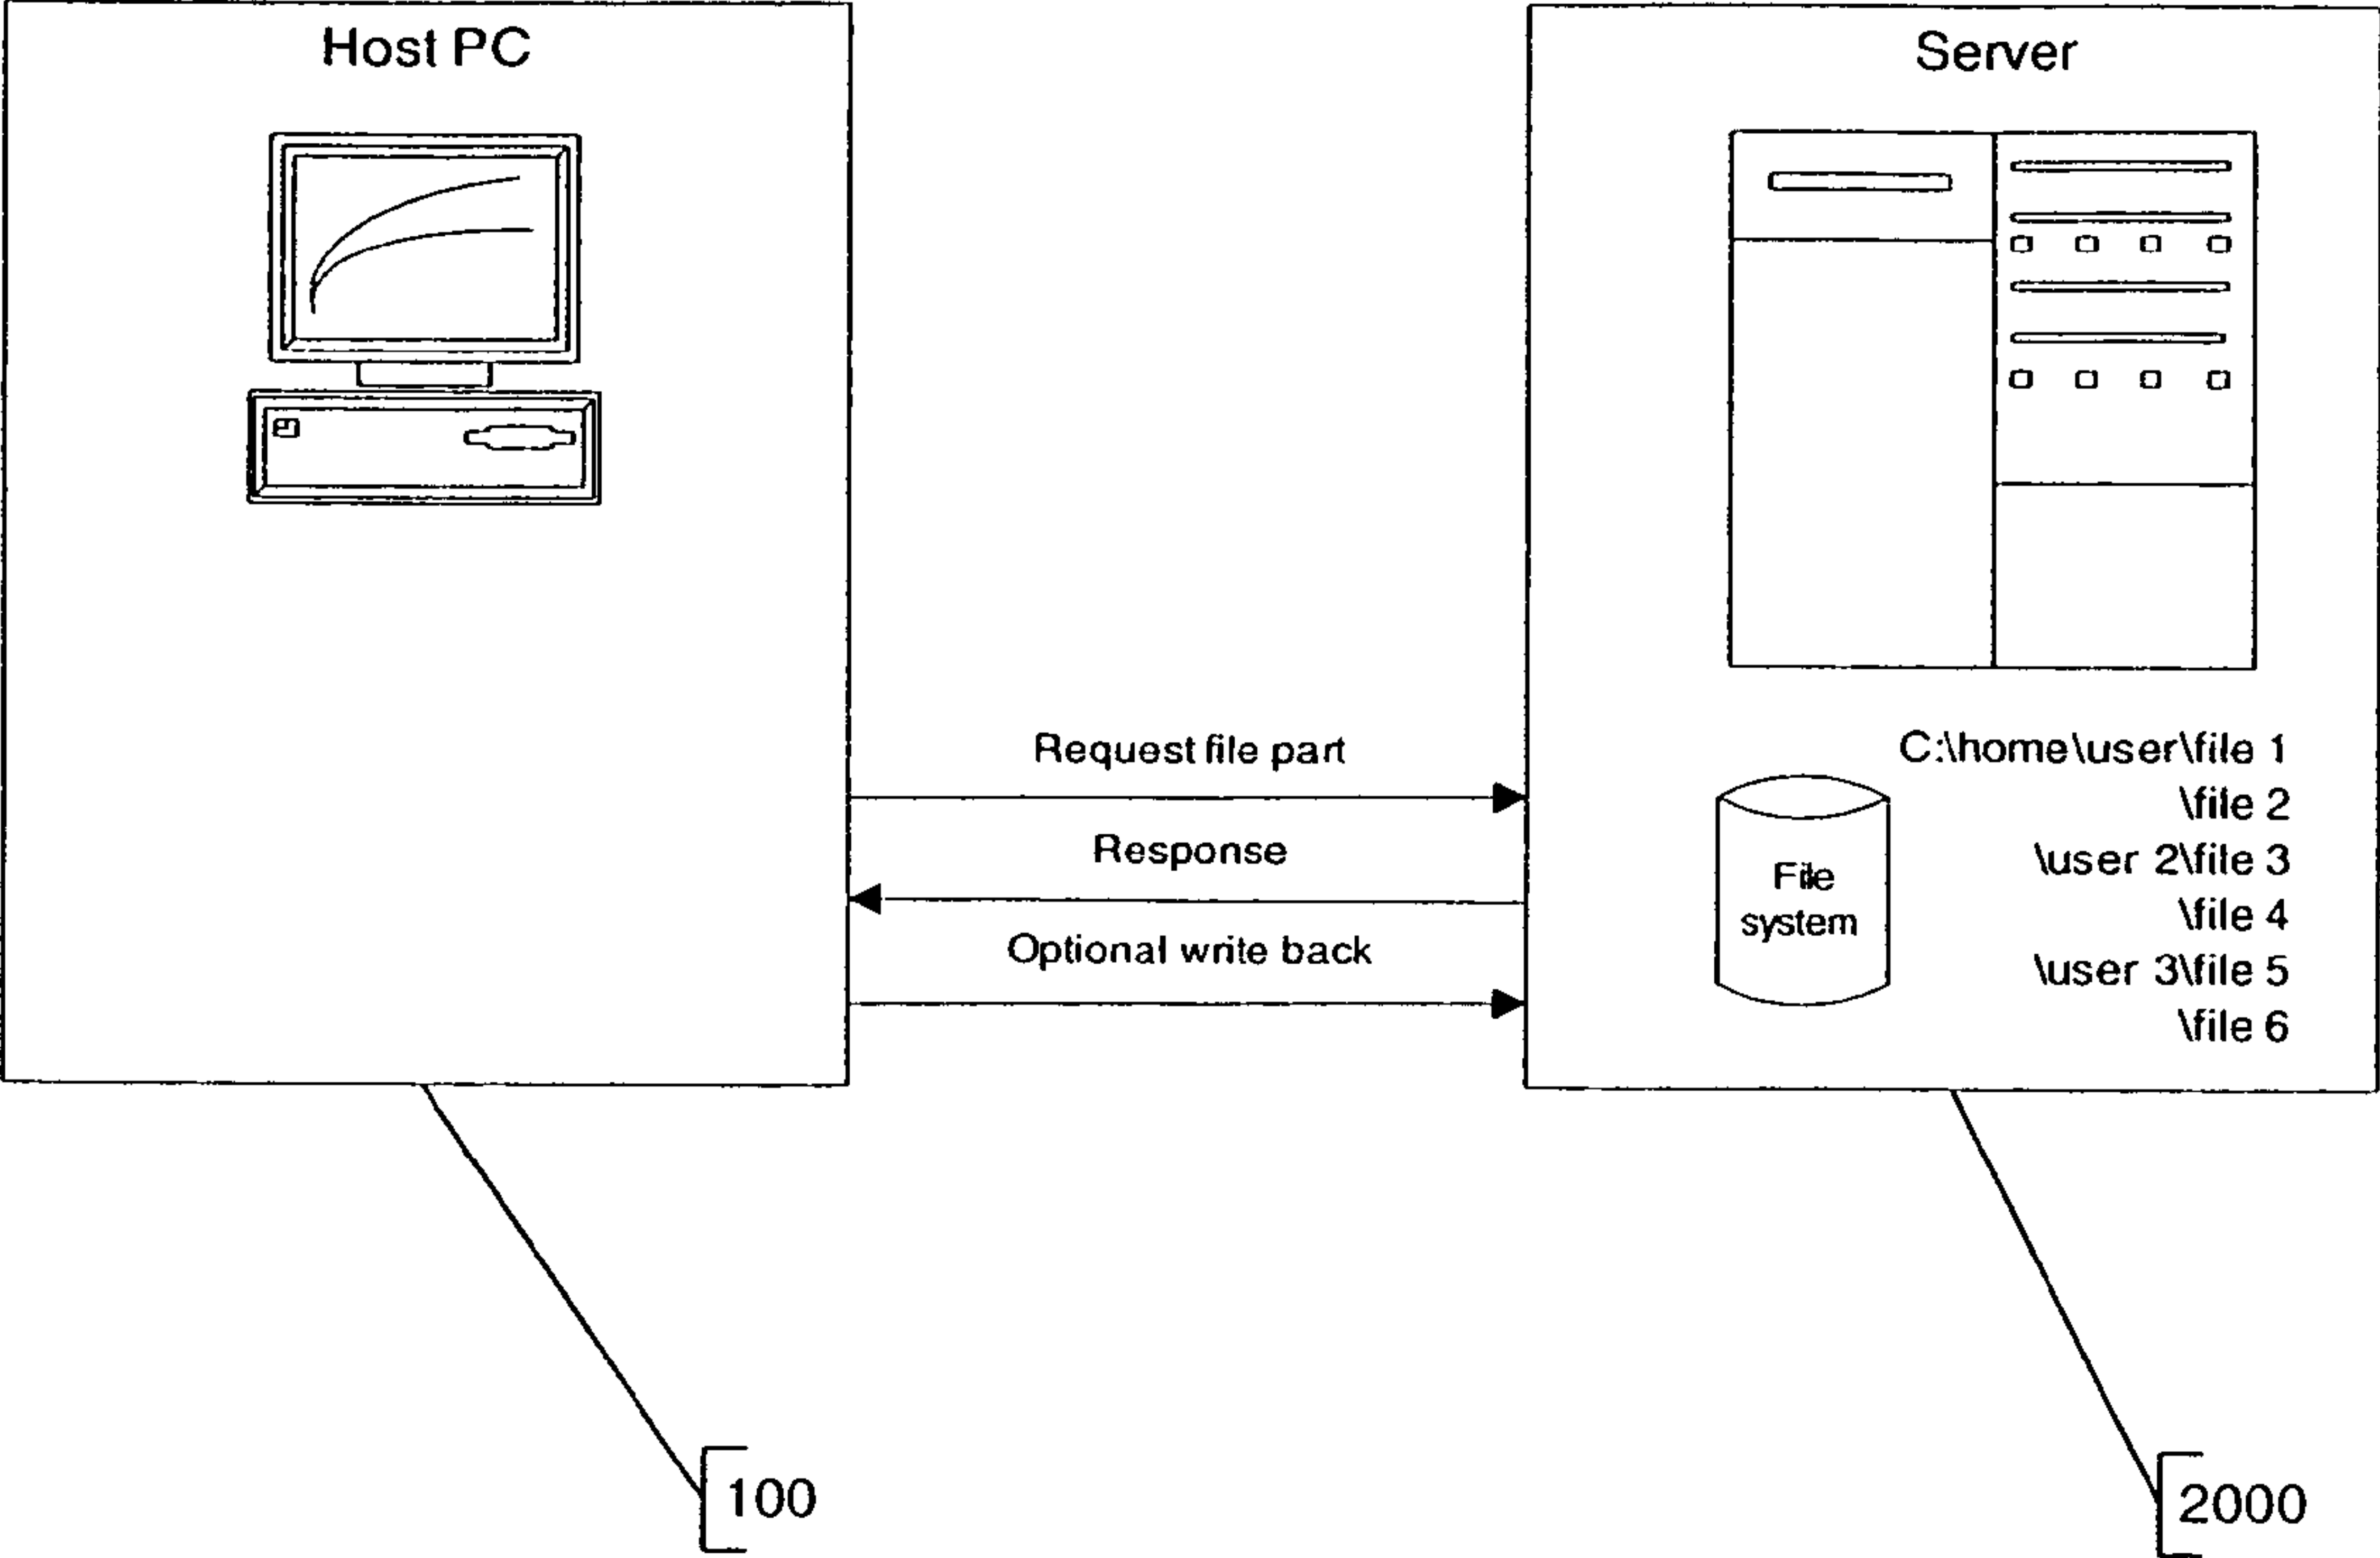 Host PC
Server
Request file part
Response
Optional write back
File
system
C:\home\user\file 1
\file 2
\user 2\file 3
\file 4
\user 3\file 5
\file 6
100
2000